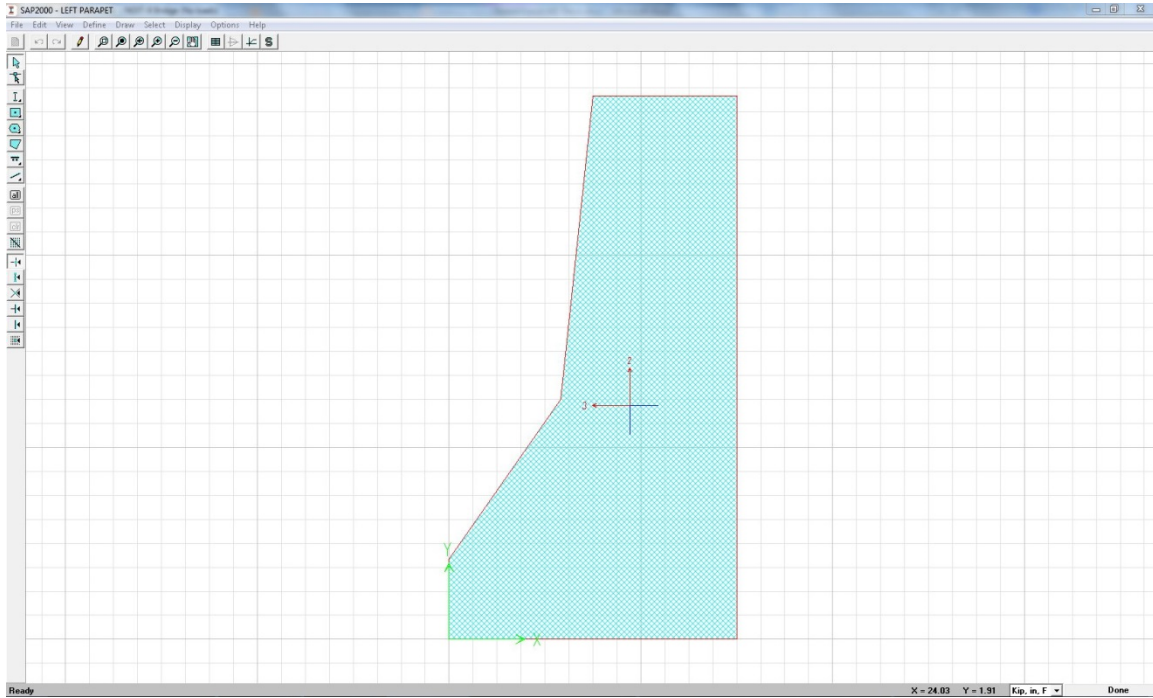 SAP2000 - LEFT PARAPET
File Edit View Define Draw Select Display Options Help
2
3
Y
X
Ready
X = 24.03 Y = 1.91 Kip, in, F Done